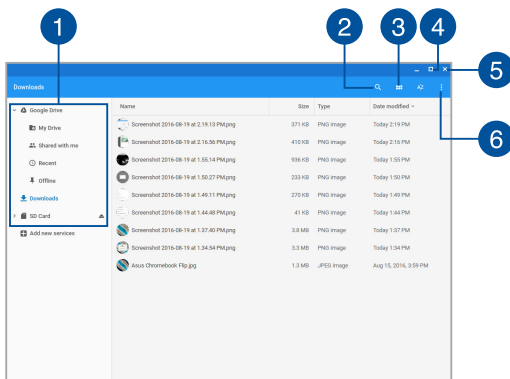 1
2
3
4
5
6
Downloads
Google Drive
My Drive
Shared with me
Recent
Offline
Downloads
SD Card
Add new services
Name Size Type Date modified
Screenshot 2016-08-19 at 2.19.13 PM.png 371 KB PNG image Today 2:19 PM
Screenshot 2016-08-19 at 2.16.56 PM.png 410 KB PNG image Today 2:16 PM
Screenshot 2016-08-19 at 1.55.14 PM.png 936 KB PNG image Today 1:55 PM
Screenshot 2016-08-19 at 1.50.27 PM.png 233 KB PNG image Today 1:50 PM
Screenshot 2016-08-19 at 1.49.11 PM.png 270 KB PNG image Today 1:49 PM
Screenshot 2016-08-19 at 1.44.48 PM.png 41 KB PNG image Today 1:44 PM
Screenshot 2016-08-19 at 1.37.40 PM.png 3.8 MB PNG image Today 1:37 PM
Screenshot 2016-08-19 at 1.34.54 PM.png 3.3 MB PNG image Today 1:34 PM
Asus Chromebook Flip.jpg 1.3 MB JPEG image Aug 15, 2016, 3:59 PM